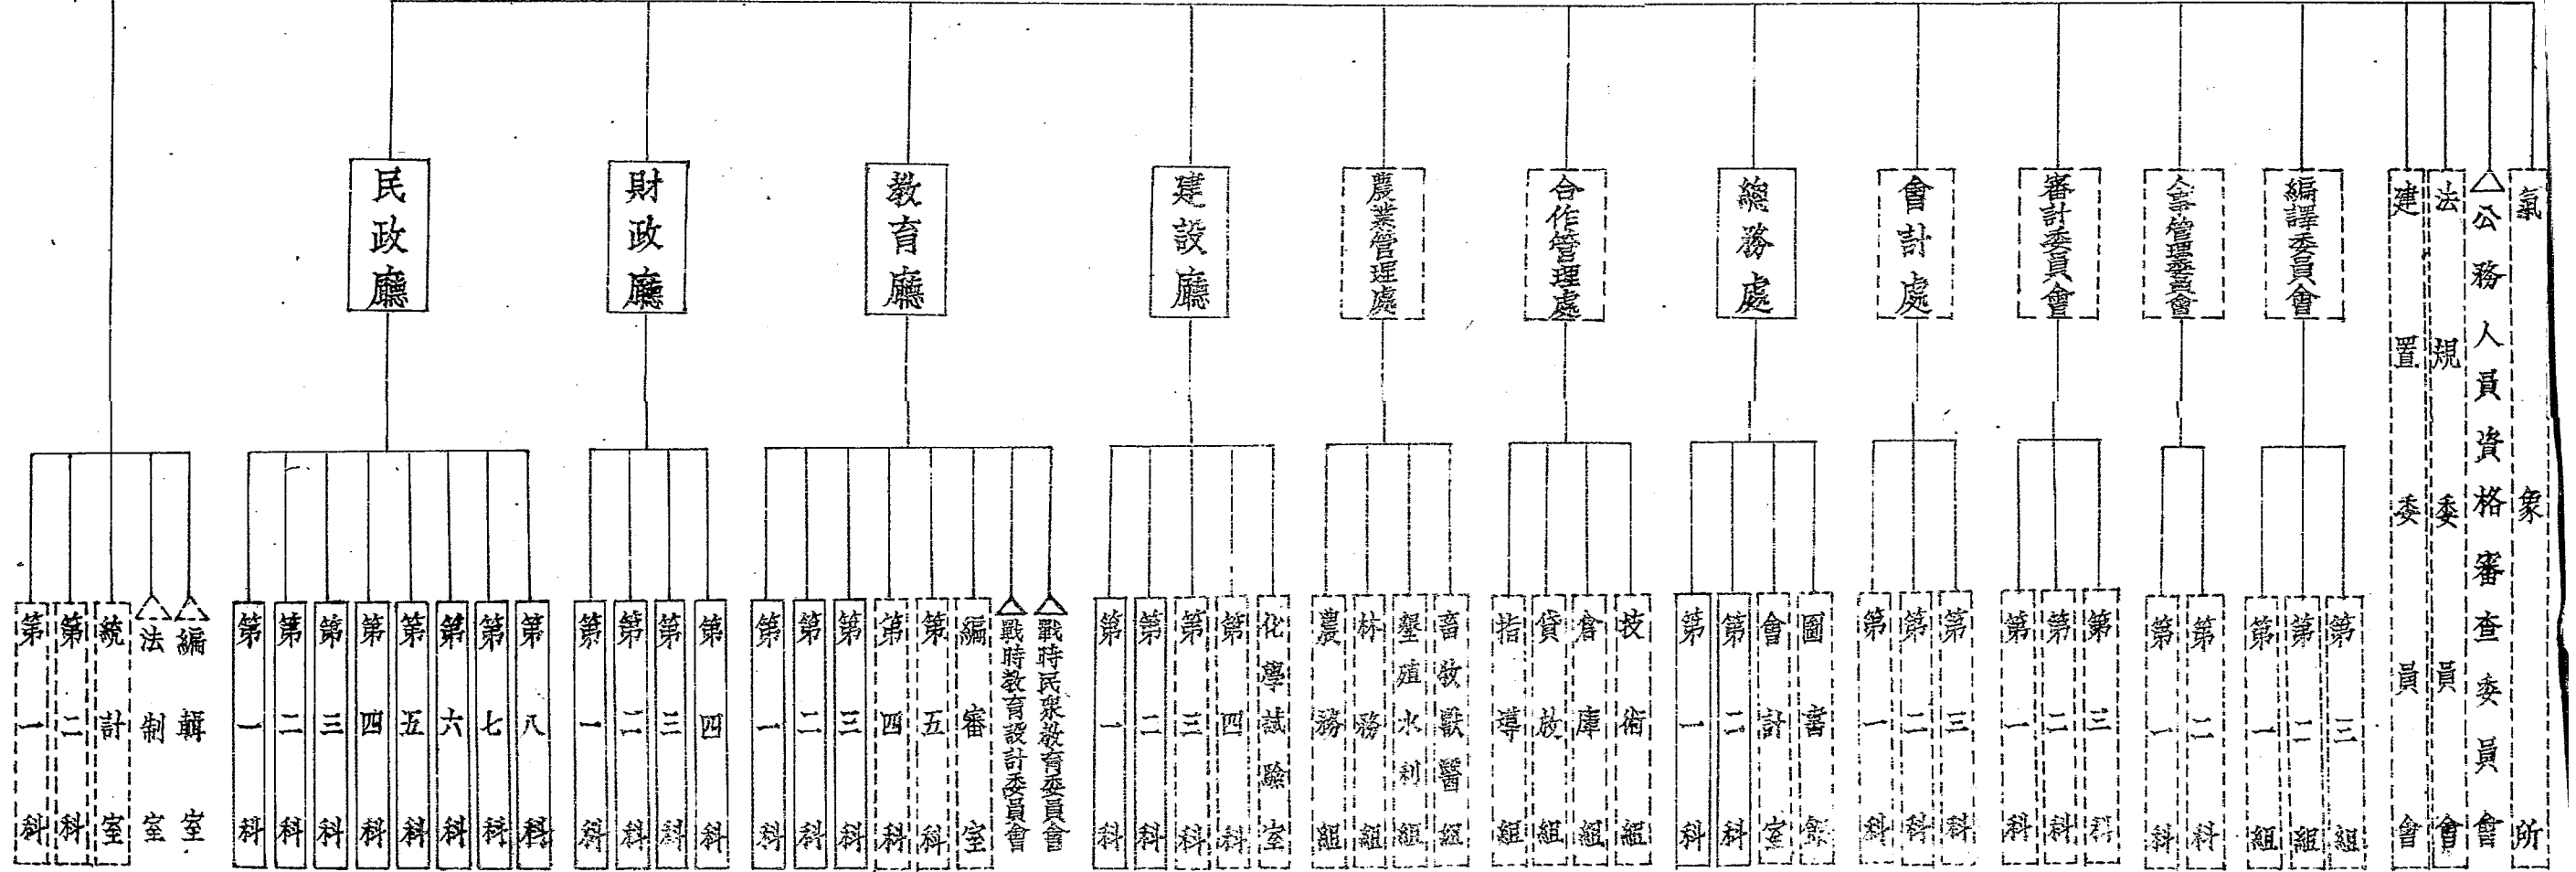 民政廳
財政廳
教育廳
建設廳
農業管理處
合作管理處
總務處
會計處
審計委員會
人事管理委員會
編譯委員會
建置委員會
法規委員會
公務人員資格審查委員會
氣象所
第一科
第二科
統計室
法制室
編輯室
第一科
第二科
第三科
第四科
第五科
第六科
第七科
第八科
第一科
第二科
第三科
第四科
第一科
第二科
第三科
第四科
第五科
編審室
戰時教育設計委員會
戰時民衆教育委員會
第一科
第二科
第三科
第四科
化學試驗室
農務組
林務組
墾殖水利組
畜牧獸醫組
指導組
貸放組
倉庫組
技術組
第一科
第二科
會計室
圖書館
第一科
第二科
第三科
第一科
第二科
第三科
第一科
第二科
第一組
第二組
第三組